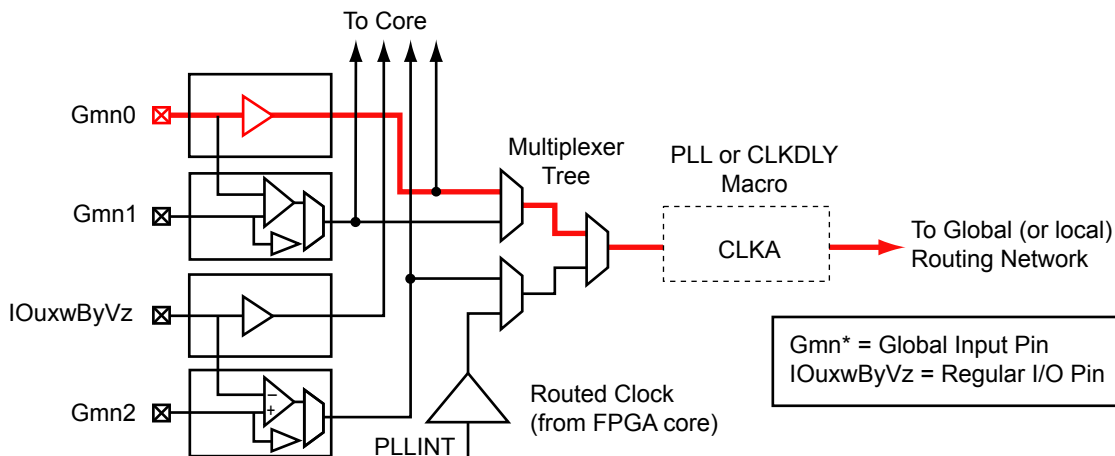 To Core
Gmn0
Multiplexer
Tree
PLL or CLKDLY
Macro
Gmn1
CLKA
To Global (or local)
Routing Network
IOuxwByVz
Gmn* = Global Input Pin
IOuxwByVz = Regular I/O Pin
Gmn2
−
+
Routed Clock
(from FPGA core)
PLLINT